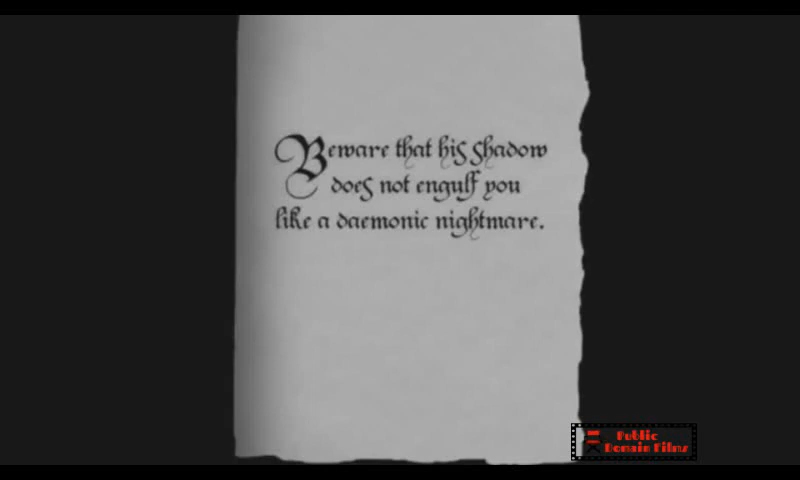 Beware that his shadow
does not engulf you
like a daemonic nightmare.
Public
Domain Films